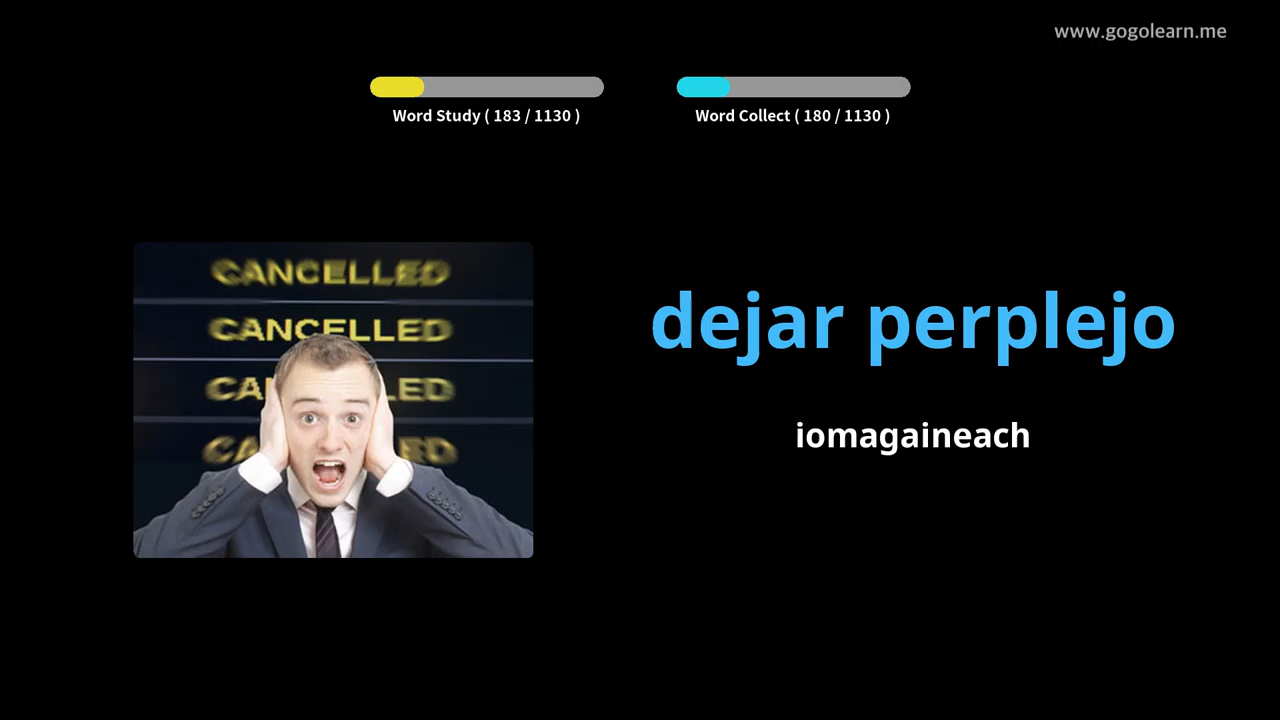 www.gogolearn.me
Word Study ( 183 / 1130 )
Word Collect ( 180 / 1130 )
CANCELLED
CANCELLED
dejar perplejo
iomagaineach